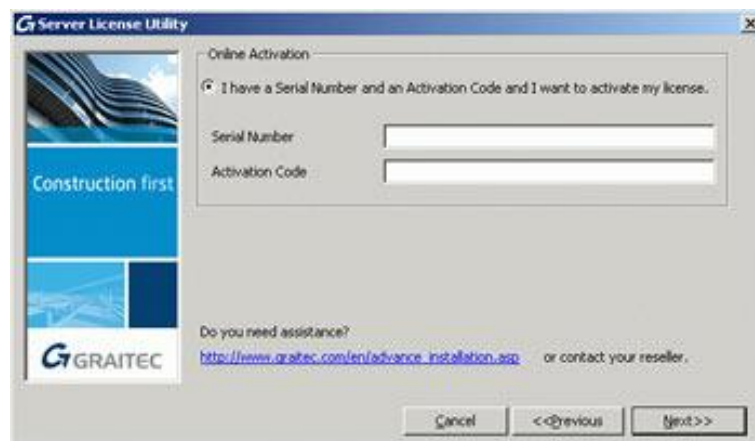 Server License Utility
Online Activation
I have a Serial Number and an Activation Code and I want to activate my license.
Serial Number
Activation Code
Construction first
GRAITEC
Do you need assistance?
http://www.graitec.com/en/advance_installation.asp or contact your reseller.
Cancel <<Previous Next>>